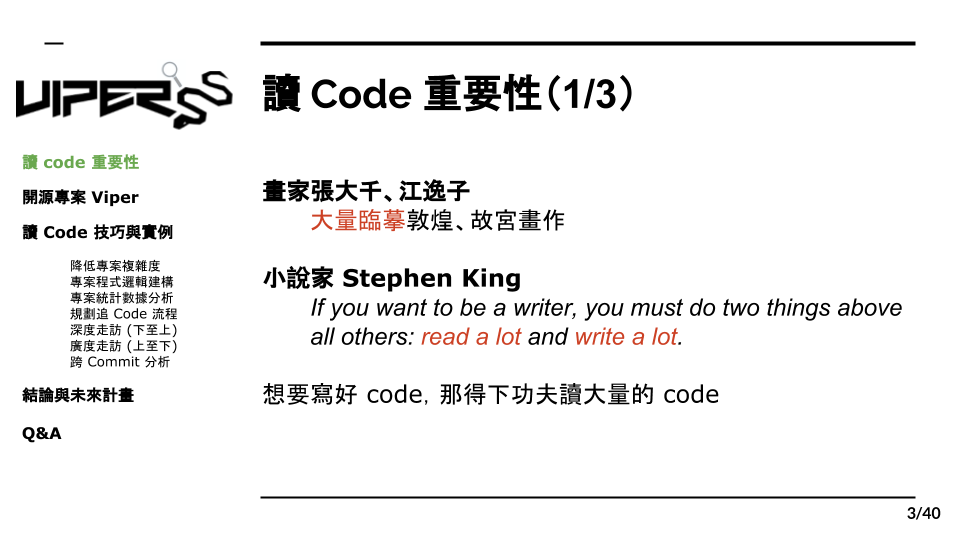 VIPER
讀 code 重要性
開源專案 Viper
讀 Code 技巧與實例
降低專案複雜度
專案程式邏輯建構
專案統計數據分析
規劃追 Code 流程
深度走訪 (下至上)
廣度走訪 (上至下)
跨 Commit 分析
結論與未來計畫
Q&A
讀 Code 重要性（1/3）
畫家張大千、江逸子
大量臨摹敦煌、故宮畫作
小說家 Stephen King
If you want to be a writer, you must do two things above
all others: read a lot and write a lot.
想要寫好 code，那得下功夫讀大量的 code
3/40